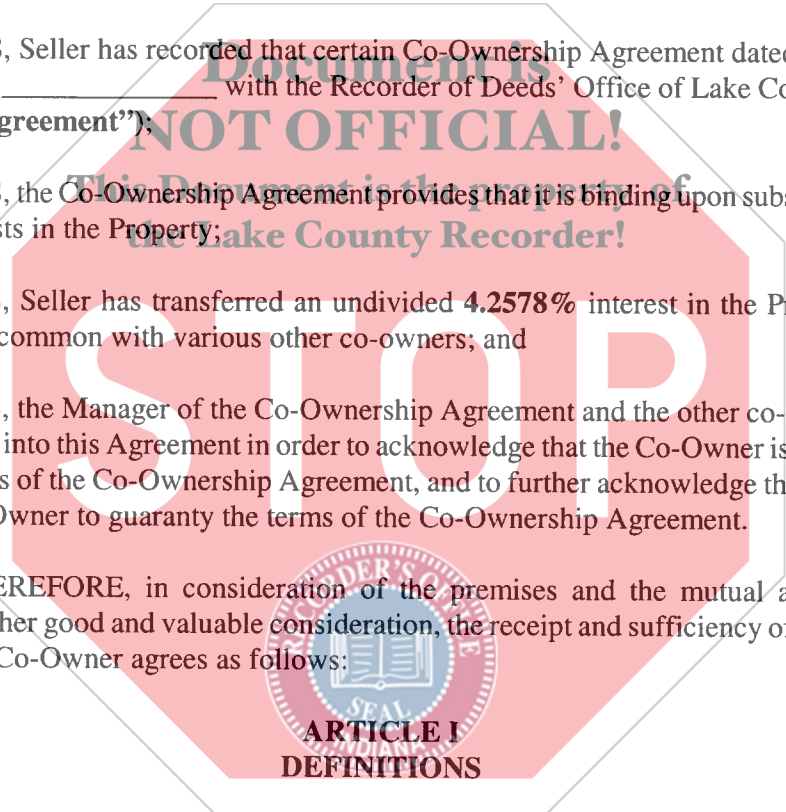 , Seller has recorded that certain Co-Ownership Agreement dated
Document is
____________ with the Recorder of Deeds' Office of Lake Co
greement");
NOT OFFICIAL!
This Document is the property of
, the Co-Ownership Agreement provides that it is binding upon subs
sts in the Property;
the Lake County Recorder!
, Seller has transferred an undivided 4.2578% interest in the Pr
common with various other co-owners; and
STOP
, the Manager of the Co-Ownership Agreement and the other co-
into this Agreement in order to acknowledge that the Co-Owner is
s of the Co-Ownership Agreement, and to further acknowledge th
Owner to guaranty the terms of the Co-Ownership Agreement.
EREFORE, in consideration of the premises and the mutual a
her good and valuable consideration, the receipt and sufficiency of
Co-Owner agrees as follows:
RECORDER'S OFFICE
SEAL
INDIANA
ARTICLE I
DEFINITIONS